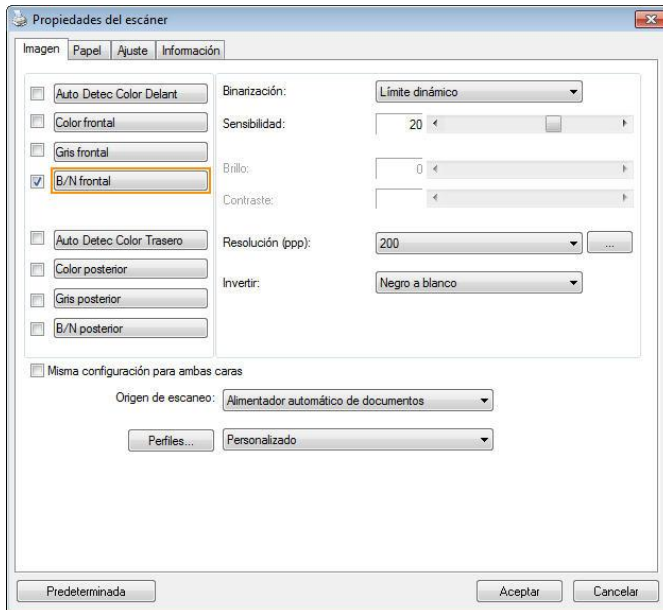 Propiedades del escáner
Imagen Papel Ajuste Información
Auto Detec Color Delant
Color frontal
Gris frontal
B/N frontal
Auto Detec Color Trasero
Color posterior
Gris posterior
B/N posterior
Binarización: Límite dinámico
Sensibilidad: 20
Brillo: 0
Contraste:
Resolución (ppp): 200 ...
Invertir: Negro a blanco
Misma configuración para ambas caras
Origen de escaneo: Alimentador automático de documentos
Perfiles... Personalizado
Predeterminada Aceptar Cancelar